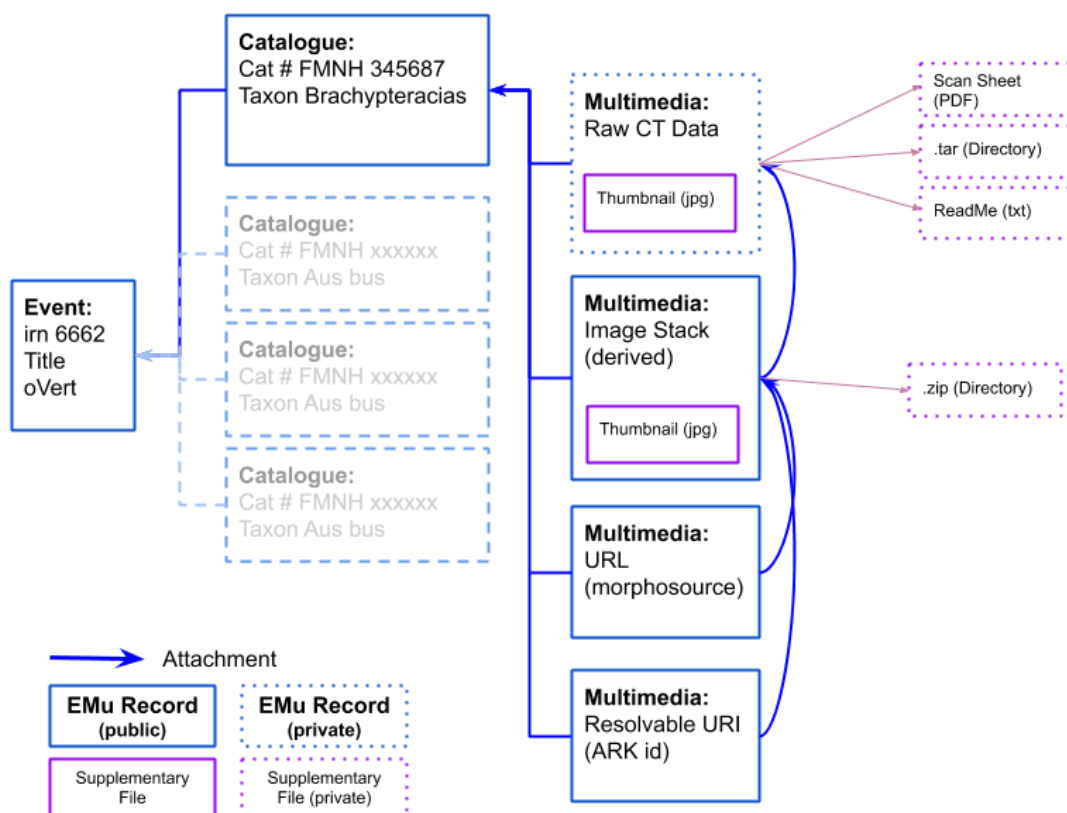 Catalogue:
Cat # FMNH 345687
Taxon Brachypteracias
Catalogue:
Cat # FMNH xxxxxx
Taxon Aus bus
Catalogue:
Cat # FMNH xxxxxx
Taxon Aus bus
Catalogue:
Cat # FMNH xxxxxx
Taxon Aus bus
Event:
irn 6662
Title
oVert
Multimedia:
Raw CT Data
Thumbnail (jpg)
Multimedia:
Image Stack
(derived)
Thumbnail (jpg)
Multimedia:
URL
(morphosource)
Multimedia:
Resolvable URI
(ARK id)
Scan Sheet
(PDF)
.tar (Directory)
ReadMe (txt)
.zip (Directory)
Attachment
EMu Record
(public)
EMu Record
(private)
Supplementary
File
Supplementary
File (private)